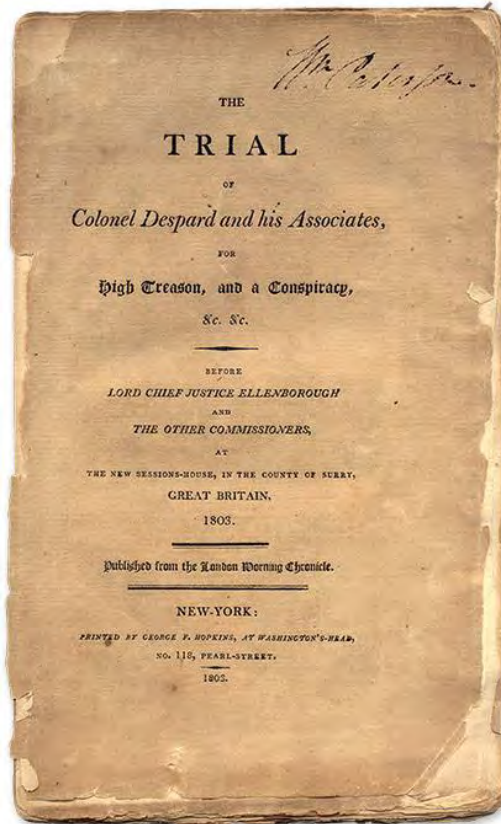 Wm Paterson.
THE
TRIAL
OF
Colonel Despard and his Associates,
FOR
High Treason, and a Conspiracy,
&c. &c.
BEFORE
LORD CHIEF JUSTICE ELLENBOROUGH
AND
THE OTHER COMMISSIONERS,
AT
THE NEW SESSIONS-HOUSE, IN THE COUNTY OF SURRY,
GREAT BRITAIN.
1803.
Published from the London Morning Chronicle.
NEW-YORK:
PRINTED BY GEORGE F. HOPKINS, AT WASHINGTON'S-HEAD,
NO. 118, PEARL-STREET.
1803.